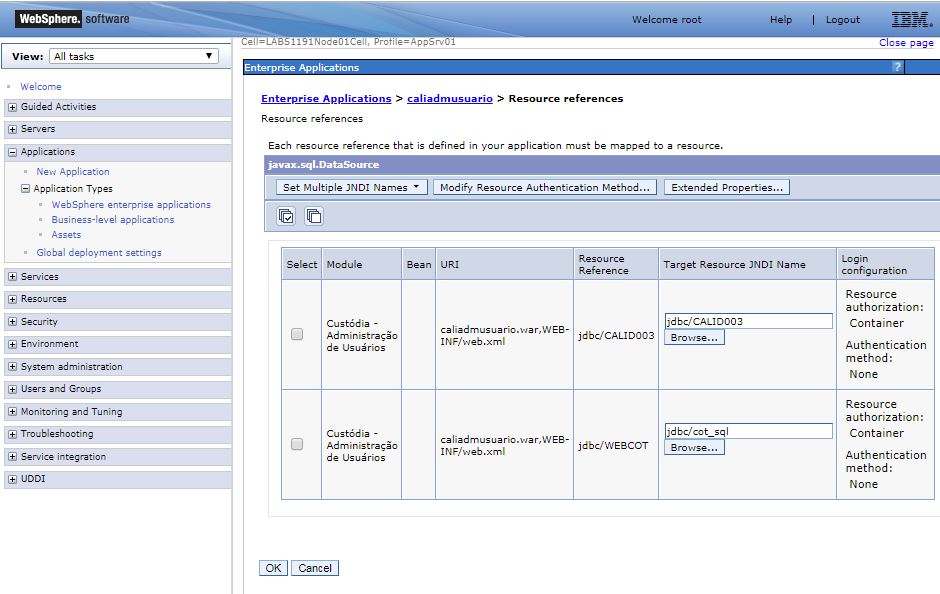 WebSphere. software
Welcome root
Help | Logout
IBM.
View: All tasks
Cell=LABS1191Node01Cell, Profile=AppSrv01
Close page
Welcome
Guided Activities
Servers
Applications
New Application
Application Types
WebSphere enterprise applications
Business-level applications
Assets
Global deployment settings
Services
Resources
Security
Environment
System administration
Users and Groups
Monitoring and Tuning
Troubleshooting
Service integration
UDDI
Enterprise Applications
?
Enterprise Applications > caliadmusuario > Resource references
Resource references
Each resource reference that is defined in your application must be mapped to a resource.
javax.sql.DataSource
Set Multiple JNDI Names
Modify Resource Authentication Method...
Extended Properties...
Select
Module
Bean
URI
Resource
Reference
Target Resource JNDI Name
Login
configuration
Custódia -
Administração
de Usuários
caliadmusuario.war,WEB-
INF/web.xml
jdbc/CALID003
jdbc/CALID003
Browse...
Resource
authorization:
Container
Authentication
method:
None
Custódia -
Administração
de Usuários
caliadmusuario.war,WEB-
INF/web.xml
jdbc/WEBCOT
jdbc/cot_sql
Browse...
Resource
authorization:
Container
Authentication
method:
None
OK
Cancel